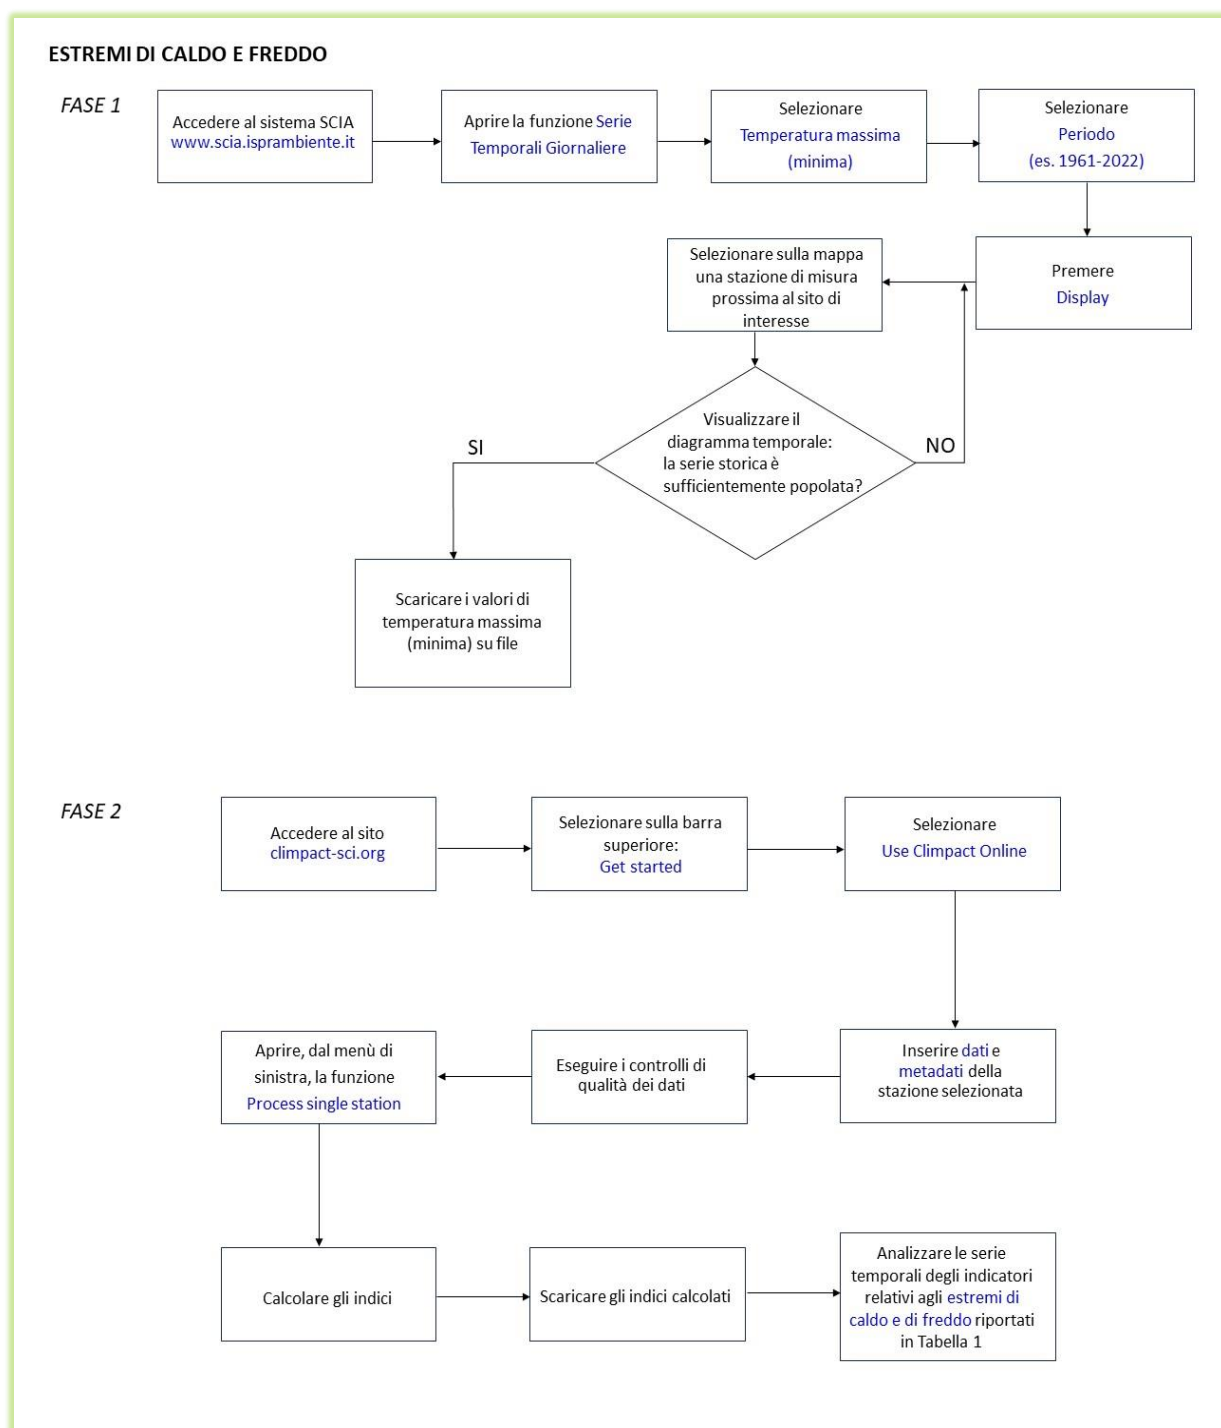 ESTREMI DI CALDO E FREDDO
FASE 1
Accedere al sistema SCIA
www.scia.isprambiente.it
Aprire la funzione Serie
Temporali Giornaliere
Selezionare
Temperatura massima
(minima)
Selezionare
Periodo
(es. 1961-2022)
Premere
Display
Selezionare sulla mappa
una stazione di misura
prossima al sito di
interesse
Visualizzare il
diagramma temporale:
la serie storica è
sufficientemente popolata?
SI
NO
Scaricare i valori di
temperatura massima
(minima) su file
FASE 2
Accedere al sito
climpact-sci.org
Selezionare sulla barra
superiore:
Get started
Selezionare
Use Climpact Online
Inserire dati e
metadati della
stazione selezionata
Eseguire i controlli di
qualità dei dati
Aprire, dal menù di
sinistra, la funzione
Process single station
Calcolare gli indici
Scaricare gli indici calcolati
Analizzare le serie
temporali degli indicatori
relativi agli estremi di
caldo e di freddo riportati
in Tabella 1